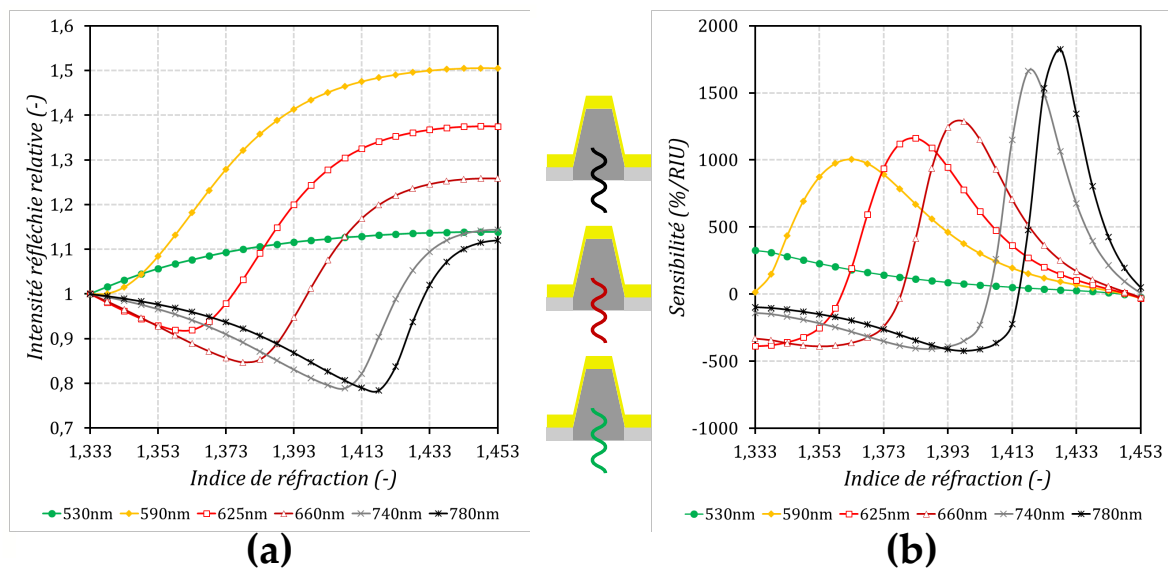 1,6
1,5
1,4
1,3
1,2
1,1
1
0,9
0,8
0,7
Intensité réfléchie relative (-)
1,333 1,353 1,373 1,393 1,413 1,433 1,453
Indice de réfraction (-)
530nm 590nm 625nm 660nm 740nm 780nm
(a)
2000
1500
1000
500
0
-500
-1000
Sensibilité (%/RIU)
1,333 1,353 1,373 1,393 1,413 1,433 1,453
Indice de réfraction (-)
530nm 590nm 625nm 660nm 740nm 780nm
(b)